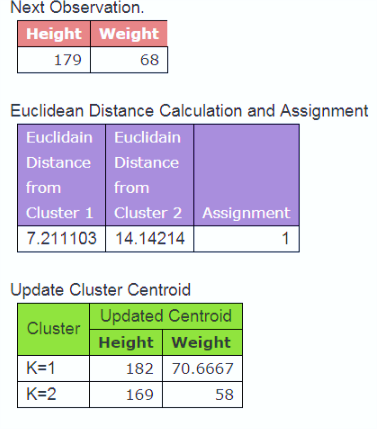 Next Observation.
Height Weight
179 68
Euclidean Distance Calculation and Assignment
Euclidain Euclidain
Distance Distance
from from
Cluster 1 Cluster 2 Assignment
7.211103 14.14214 1
Update Cluster Centroid
Cluster Updated Centroid
Height Weight
K=1 182 70.6667
K=2 169 58